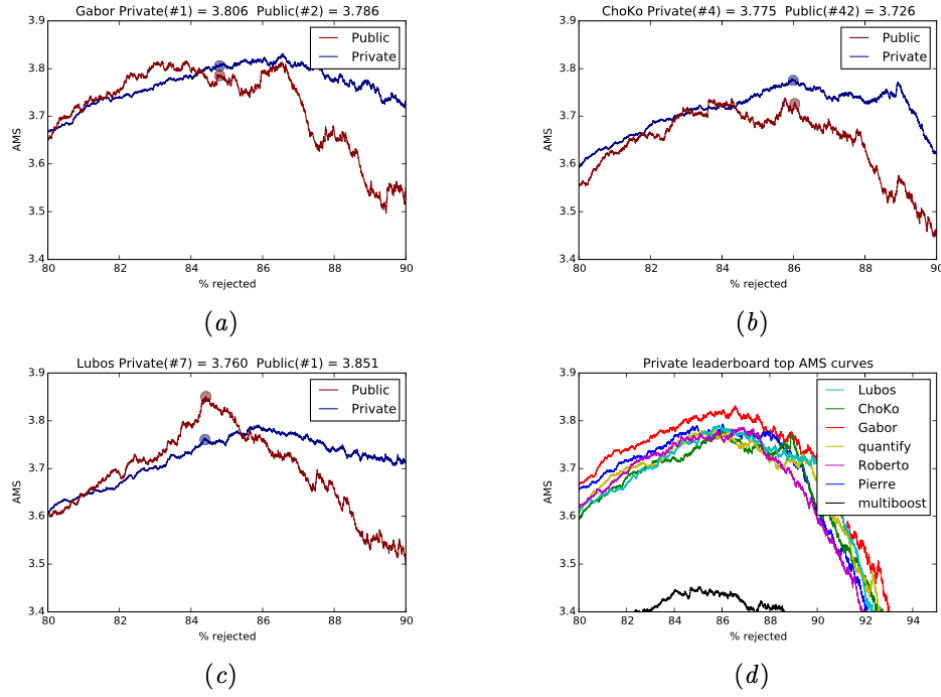 Gabor Private(#1) = 3.806 Public(#2) = 3.786
3.9
3.8
3.7
3.6
3.5
3.4
AMS
Public
Private
80 82 84 86 88 90
% rejected
(a)
ChoKo Private(#4) = 3.775 Public(#42) = 3.726
3.9
3.8
3.7
3.6
3.5
3.4
AMS
Public
Private
80 82 84 86 88 90
% rejected
(b)
Lubos Private(#7) = 3.760 Public(#1) = 3.851
3.9
3.8
3.7
3.6
3.5
3.4
AMS
Public
Private
80 82 84 86 88 90
% rejected
(c)
Private leaderboard top AMS curves
3.9
3.8
3.7
3.6
3.5
3.4
AMS
Lubos
ChoKo
Gabor
quantify
Roberto
Pierre
multiboost
80 82 84 86 88 90 92 94
% rejected
(d)